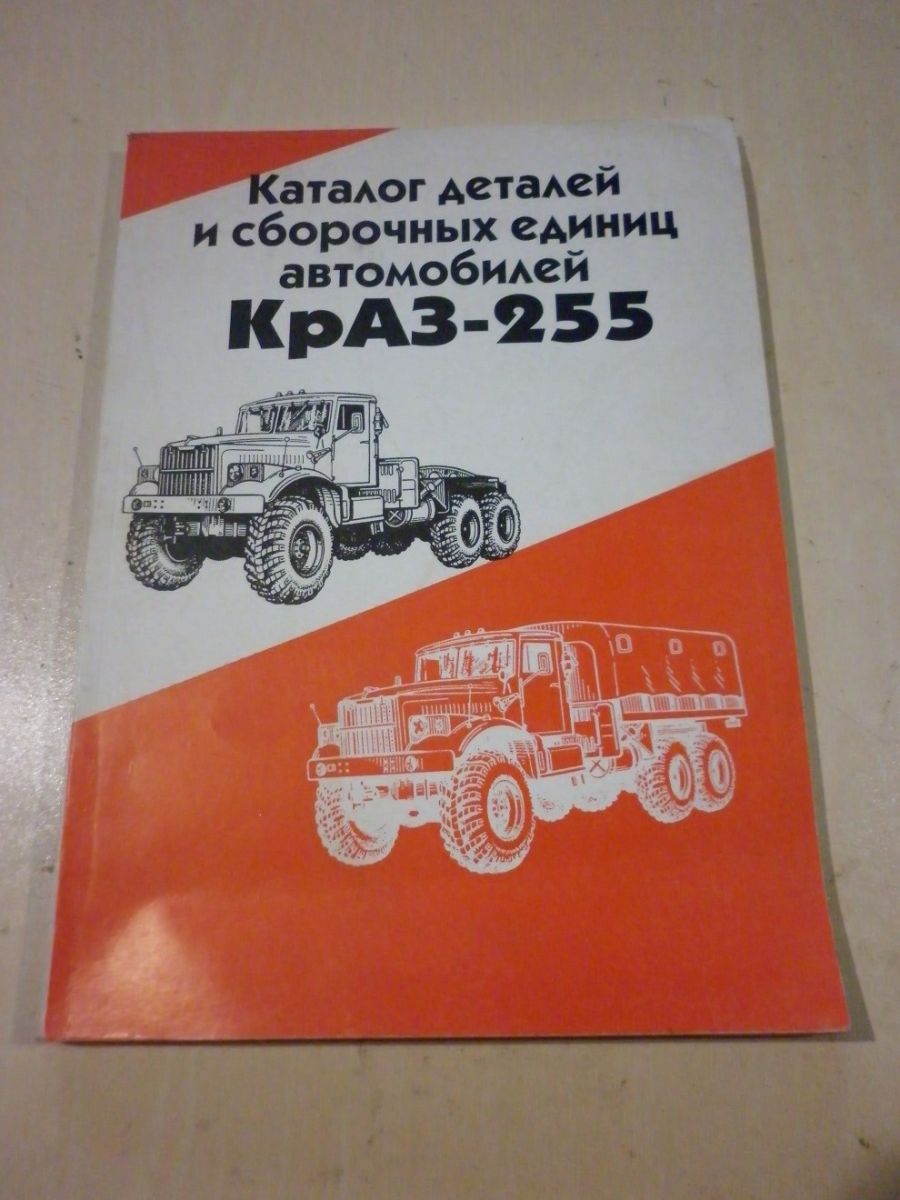 Каталог деталей
и сборочных единиц
автомобилей
КрАЗ-255